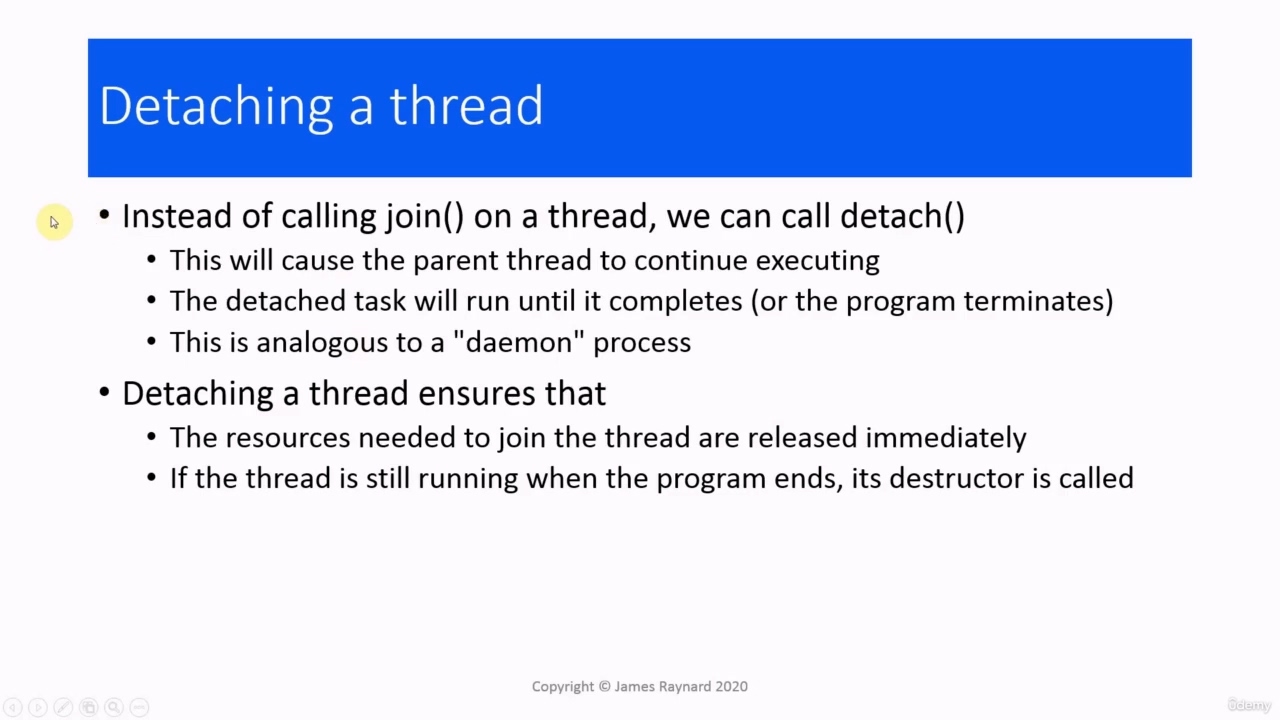 Detaching a thread
• Instead of calling join() on a thread, we can call detach()
• This will cause the parent thread to continue executing
• The detached task will run until it completes (or the program terminates)
• This is analogous to a "daemon" process
• Detaching a thread ensures that
• The resources needed to join the thread are released immediately
• If the thread is still running when the program ends, its destructor is called
Copyright © James Raynard 2020
ûdemy